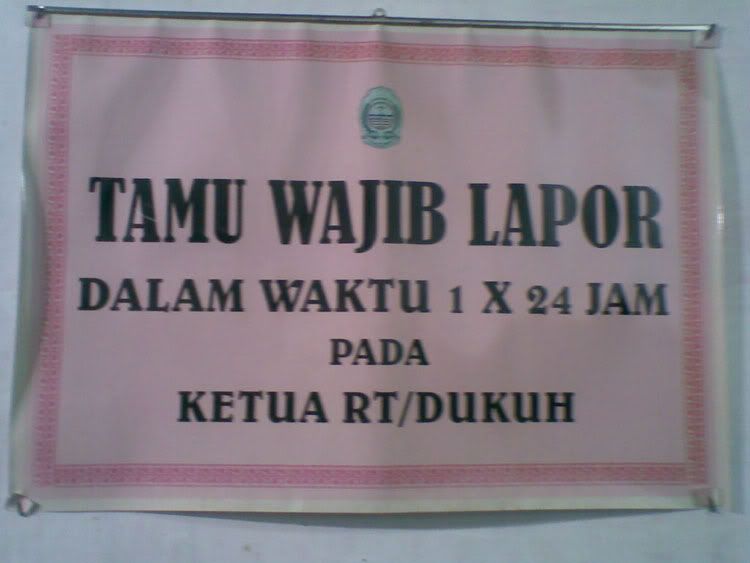 TAMU WAJIB LAPOR
DALAM WAKTU 1 X 24 JAM
PADA
KETUA RT/DUKUH